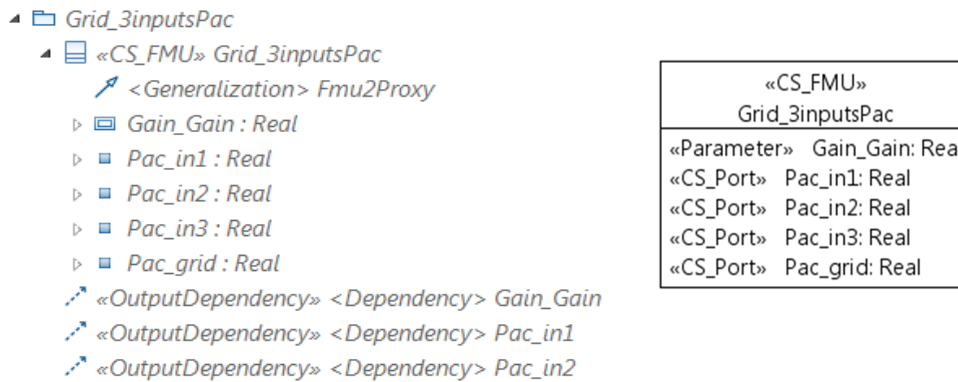 Grid_3inputsPac
«CS_FMU» Grid_3inputsPac
<Generalization> Fmu2Proxy
Gain_Gain : Real
Pac_in1 : Real
Pac_in2 : Real
Pac_in3 : Real
Pac_grid : Real
«OutputDependency» <Dependency> Gain_Gain
«OutputDependency» <Dependency> Pac_in1
«OutputDependency» <Dependency> Pac_in2
«CS_FMU»
Grid_3inputsPac
«Parameter» Gain_Gain: Rea
«CS_Port» Pac_in1: Real
«CS_Port» Pac_in2: Real
«CS_Port» Pac_in3: Real
«CS_Port» Pac_grid: Real